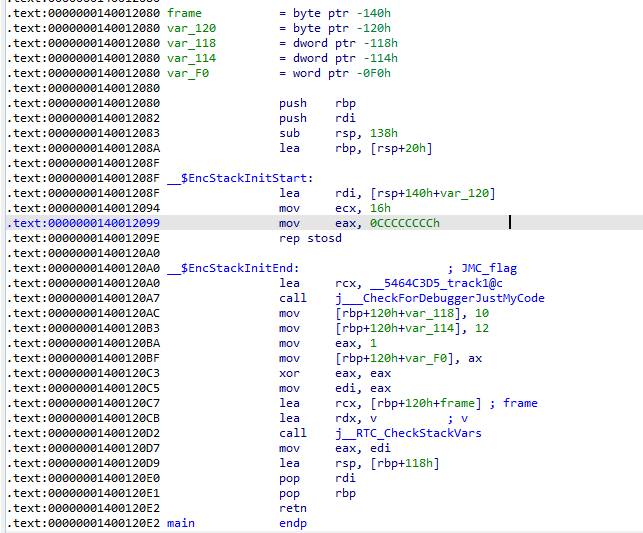 .text:0000000140012080
.text:0000000140012080 frame = byte ptr -140h
.text:0000000140012080 var_120 = byte ptr -120h
.text:0000000140012080 var_118 = dword ptr -118h
.text:0000000140012080 var_114 = dword ptr -114h
.text:0000000140012080 var_F0 = word ptr -0F0h
.text:0000000140012080
.text:0000000140012080 push rbp
.text:0000000140012082 push rdi
.text:0000000140012083 sub rsp, 138h
.text:000000014001208A lea rbp, [rsp+20h]
.text:000000014001208F
.text:000000014001208F __$EncStackInitStart:
.text:000000014001208F lea rdi, [rsp+140h+var_120]
.text:0000000140012094 mov ecx, 16h
.text:0000000140012099 mov eax, 0CCCCCCCCh
.text:000000014001209E rep stosd
.text:00000001400120A0
.text:00000001400120A0 __$EncStackInitEnd: ; JMC_flag
.text:00000001400120A0 lea rcx, __5464C3D5_track1@c
.text:00000001400120A7 call j___CheckForDebuggerJustMyCode
.text:00000001400120AC mov [rbp+120h+var_118], 10
.text:00000001400120B3 mov [rbp+120h+var_114], 12
.text:00000001400120BA mov eax, 1
.text:00000001400120BF mov [rbp+120h+var_F0], ax
.text:00000001400120C3 xor eax, eax
.text:00000001400120C5 mov edi, eax
.text:00000001400120C7 lea rcx, [rbp+120h+frame] ; frame
.text:00000001400120CB lea rdx, v ; v
.text:00000001400120D2 call j__RTC_CheckStackVars
.text:00000001400120D7 mov eax, edi
.text:00000001400120D9 lea rsp, [rbp+118h]
.text:00000001400120E0 pop rdi
.text:00000001400120E1 pop rbp
.text:00000001400120E2 retn
.text:00000001400120E2 main endp